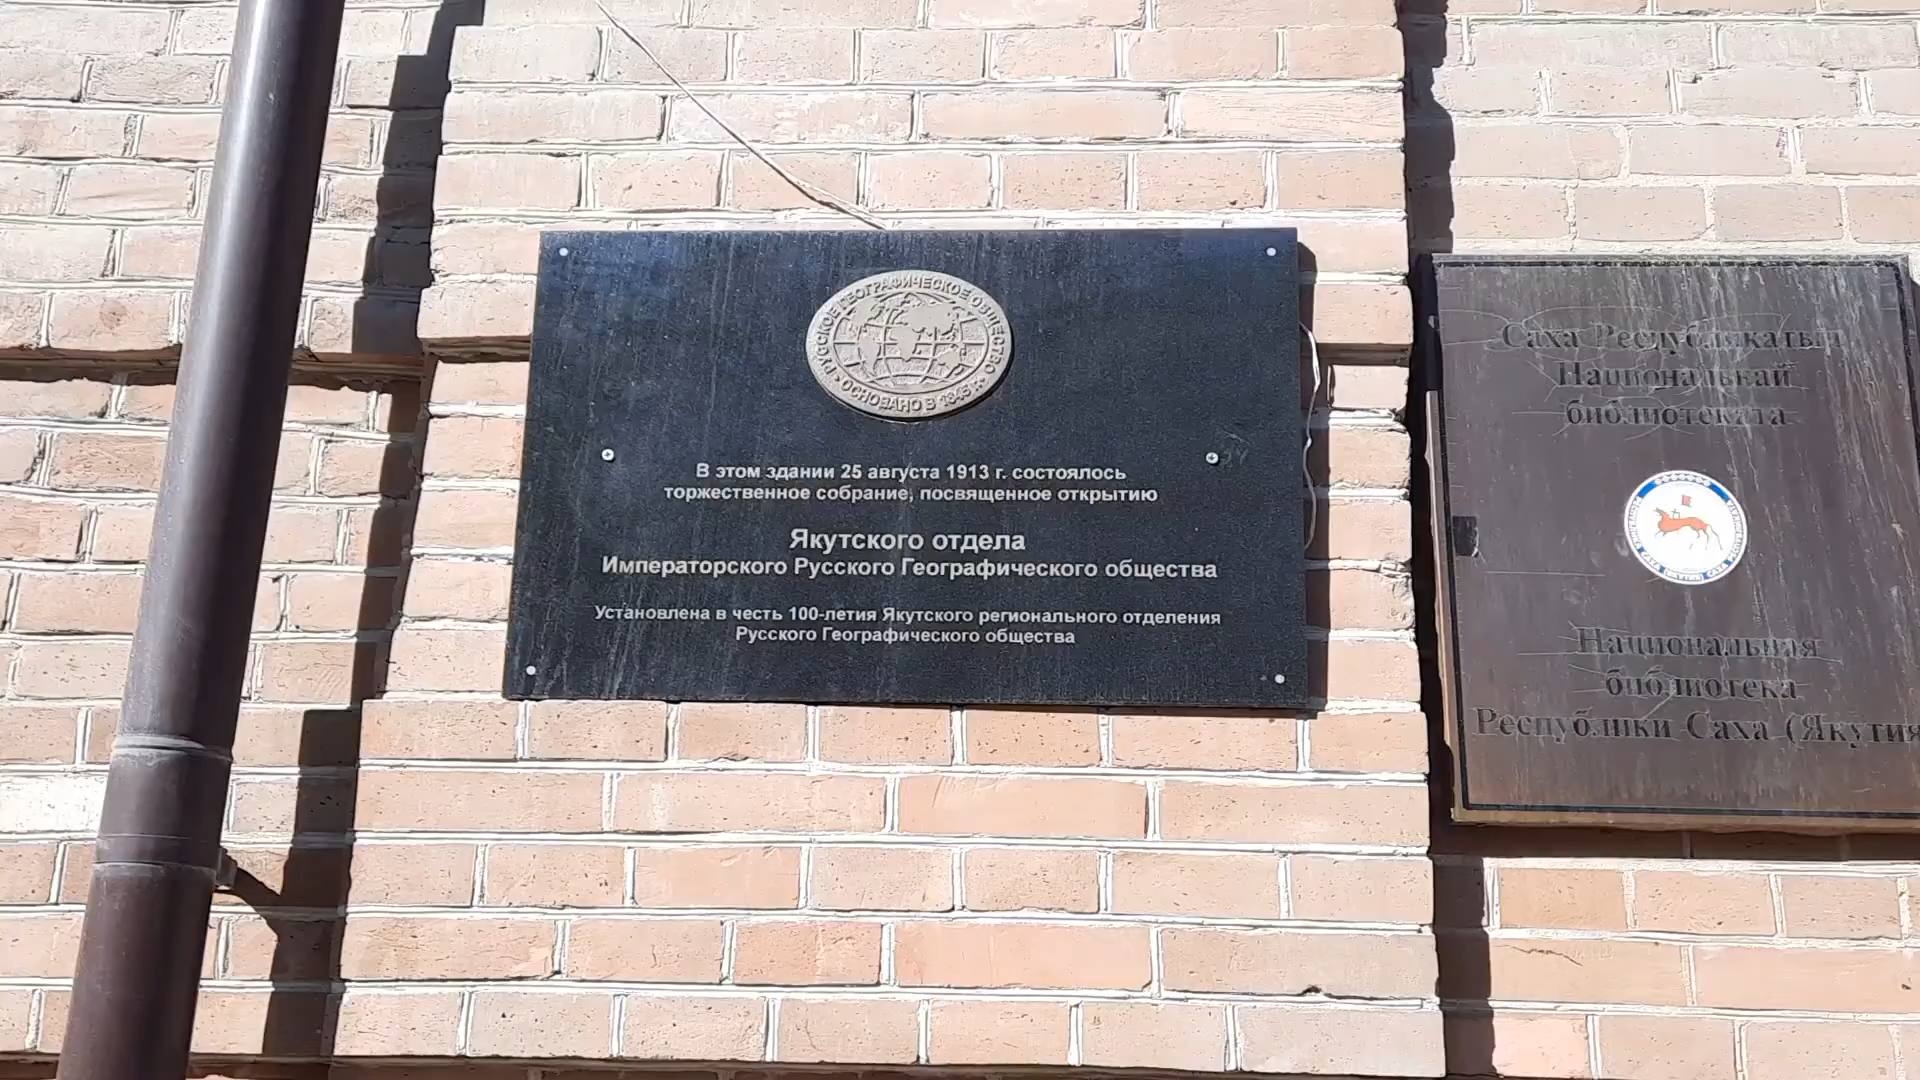 РУССКОЕ ГЕОГРАФИЧЕСКОЕ ОБЩЕСТВО
ОСНОВАНО В 1845 Г.
В этом здании 25 августа 1913 г. состоялось
торжественное собрание, посвященное открытию
Якутского отдела
Императорского Русского Географического общества
Установлена в честь 100-летия Якутского регионального отделения
Русского Географического общества
Саха Республикатын
Национальнай
библиотеката
Национальная
библиотека
Республики Саха (Якутия